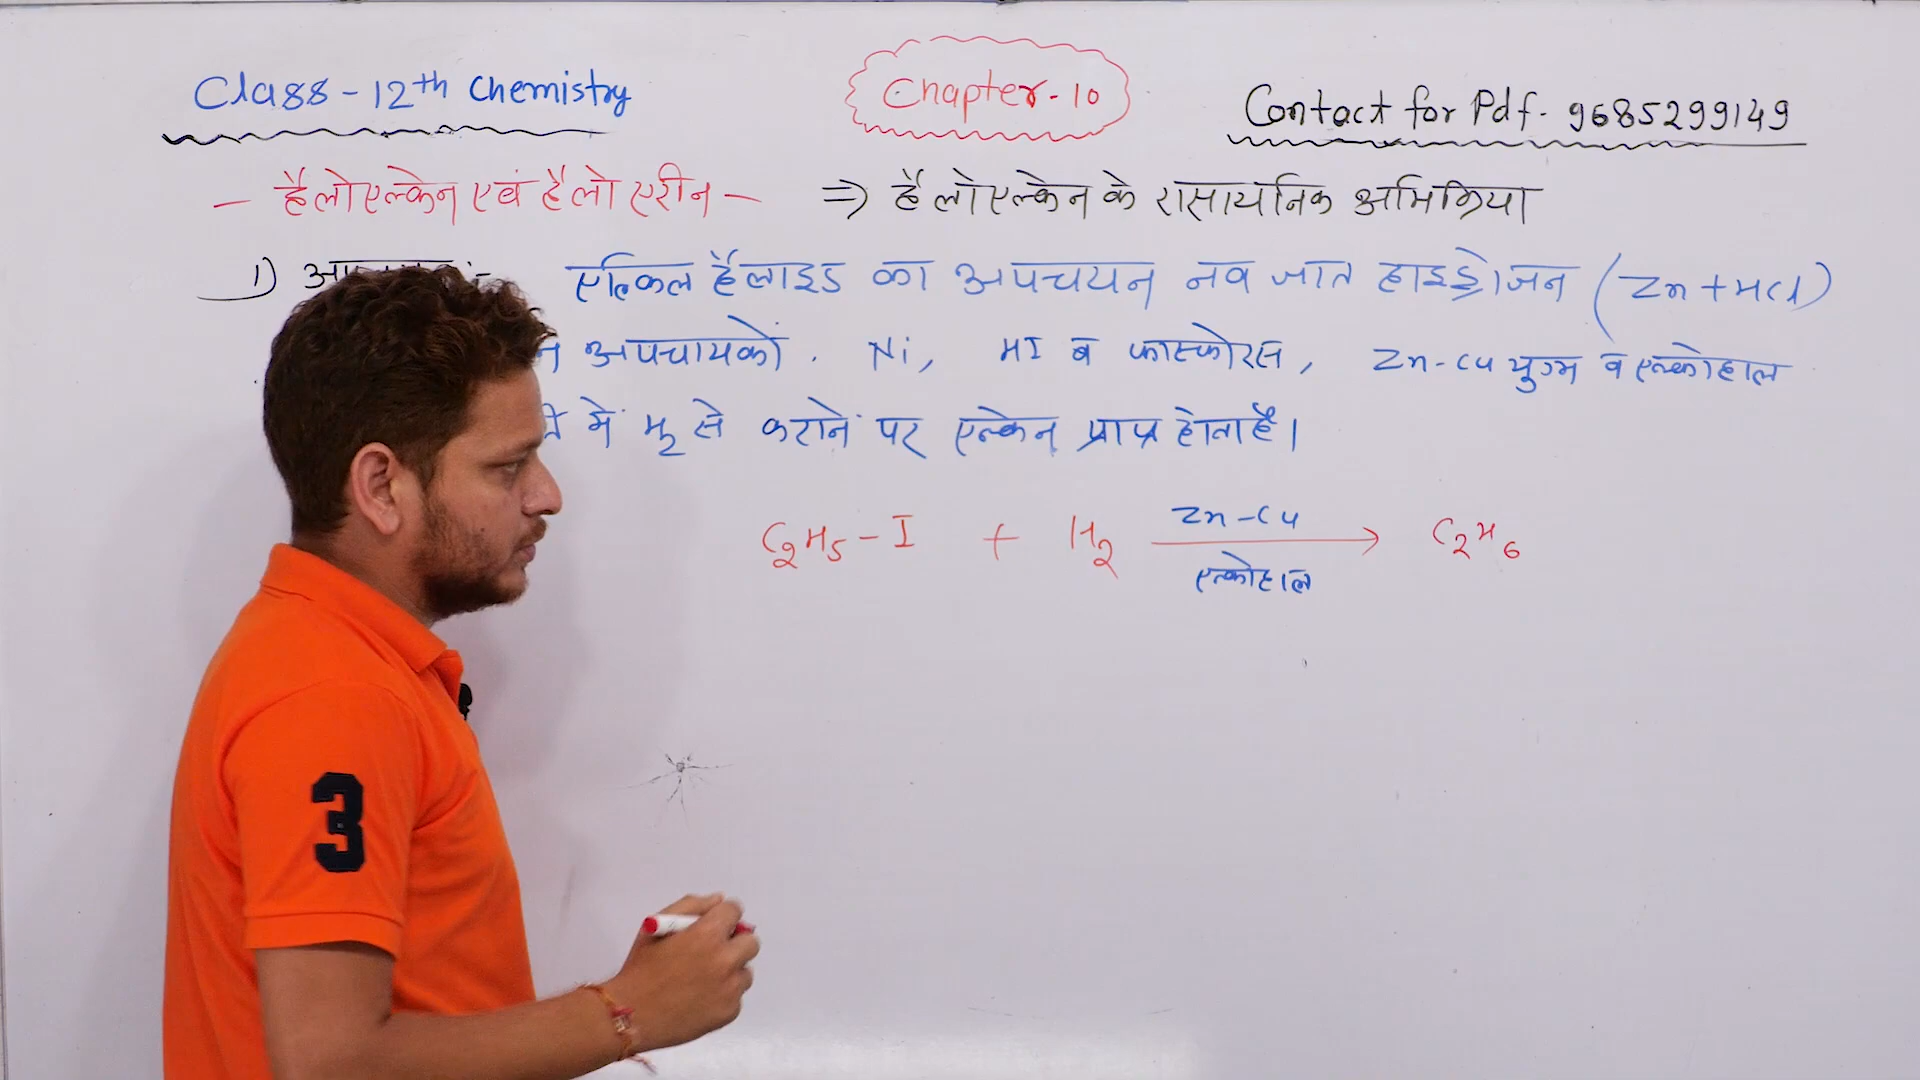 Class-12th Chemistry
Chapter-10
Contact for Pdf. 9685299149
- हैलोएल्केन एवं हैलोएरीन -
⇒ हैलोएल्केन के रासायनिक अभिक्रिया
1)
एल्किल हैलाइड का अपचयन नव जात हाइड्रोजन (Zn+HCl)
अपचायको. Ni, HI व फास्फोरस, Zn-Cu युग्म व एल्कोहाल
में H₂ से कराने पर एल्केन प्राप्त होता है।
C₂H₅-I + H₂ Zn-Cu → C₂H₆
एल्कोहाल
3